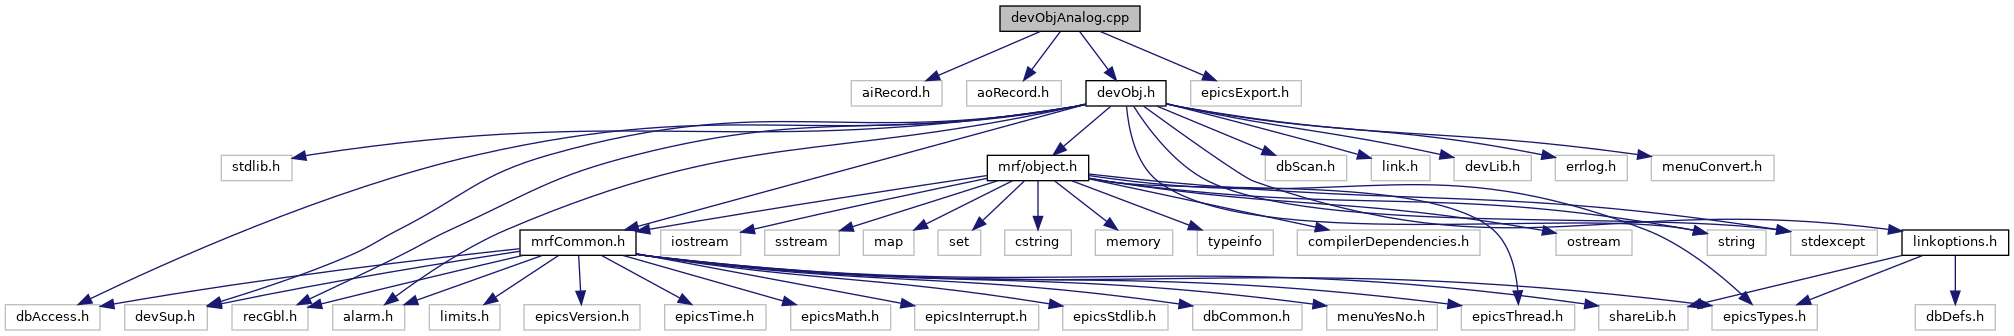 devObjAnalog.cpp
aiRecord.h
aoRecord.h
devObj.h
epicsExport.h
stdlib.h
mrf/object.h
dbScan.h
link.h
devLib.h
errlog.h
menuConvert.h
mrfCommon.h
iostream
sstream
map
set
cstring
memory
typeinfo
compilerDependencies.h
ostream
string
stdexcept
linkoptions.h
dbAccess.h
devSup.h
recGbl.h
alarm.h
limits.h
epicsVersion.h
epicsTime.h
epicsMath.h
epicsInterrupt.h
epicsStdlib.h
dbCommon.h
menuYesNo.h
epicsThread.h
shareLib.h
epicsTypes.h
dbDefs.h